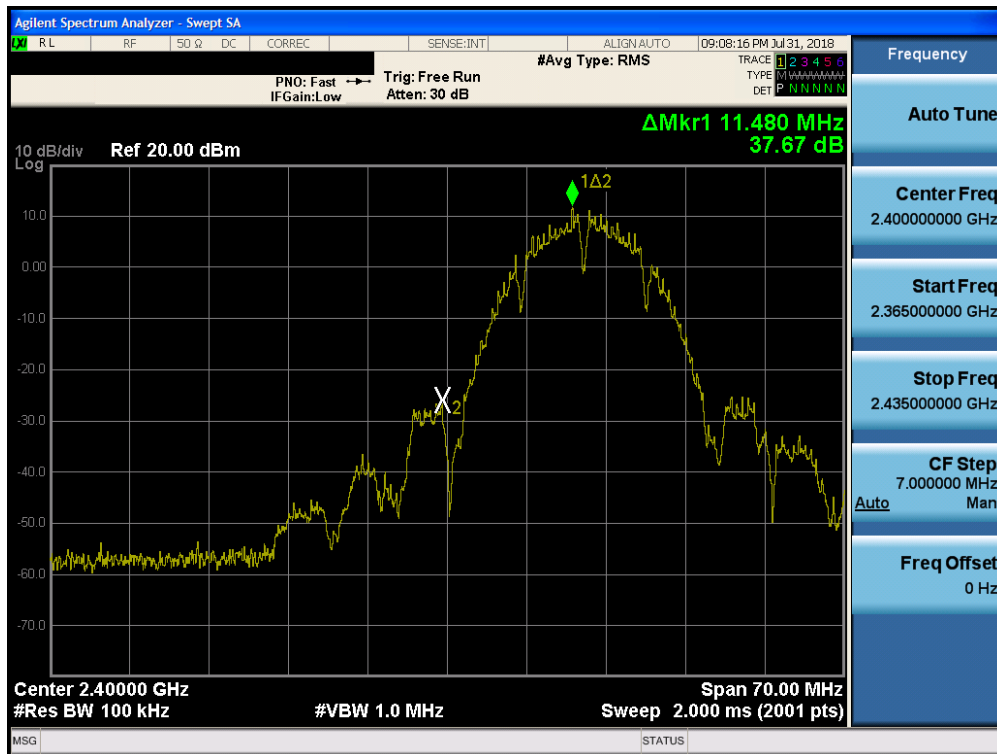 Agilent Spectrum Analyzer - Swept SA
LXI RL RF 50 Ω DC CORREC SENSE:INT ALIGN AUTO 09:08:16 PM Jul 31, 2018
Frequency
#Avg Type: RMS
TRACE 1 2 3 4 5 6
PNO: Fast
Trig: Free Run
TYPE M
IFGain:Low
Atten: 30 dB
DET P N N N N N
Auto Tune
ΔMkr1 11.480 MHz
37.67 dB
10 dB/div Ref 20.00 dBm
Log
1Δ2
10.0
0.00
-10.0
-20.0
2
-30.0
-40.0
-50.0
-60.0
-70.0
Center Freq
2.400000000 GHz
Start Freq
2.365000000 GHz
Stop Freq
2.435000000 GHz
CF Step
7.000000 MHz
Auto Man
Freq Offset
0 Hz
Center 2.40000 GHz Span 70.00 MHz
#Res BW 100 kHz #VBW 1.0 MHz Sweep 2.000 ms (2001 pts)
MSG STATUS